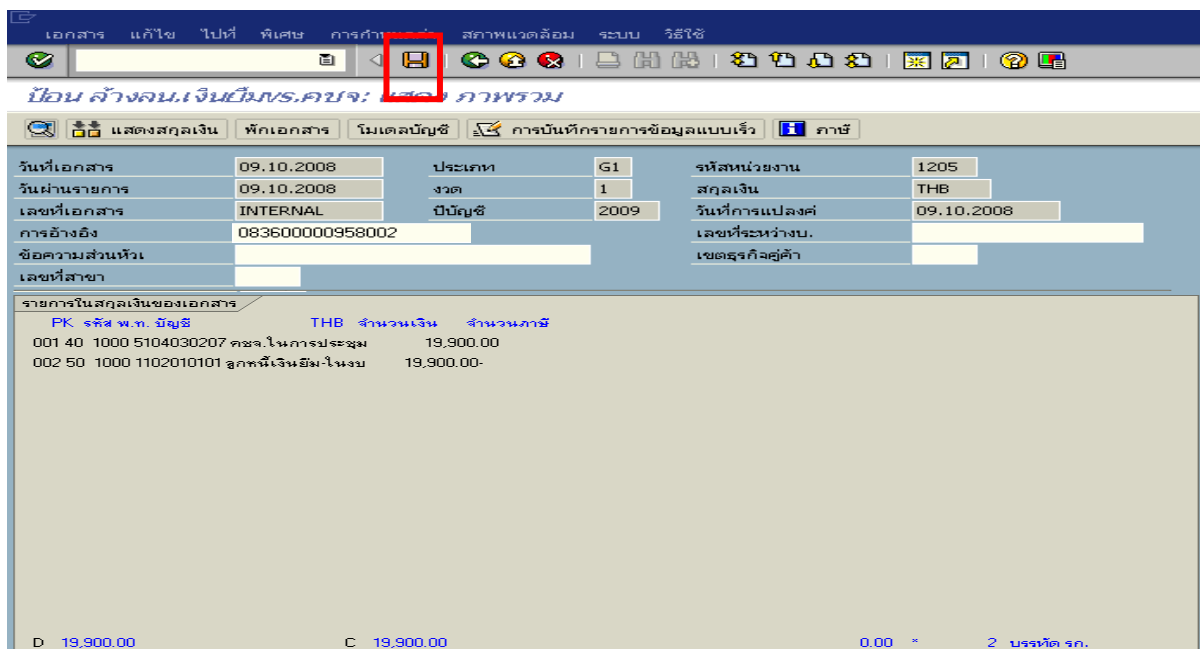 เอกสาร แก้ไข ไปที่ พิเศษ สภาพแวดล้อม ระบบ วิธีใช้
ป้อน ล้างลน.เงินยืมvs.คบจ: แสดง ภาพรวม
แสดงสกุลเงิน พักเอกสาร โมเดลบัญชี การบันทึกรายการข้อมูลแบบเร็ว ภาษี
วันที่เอกสาร 09.10.2008 ประเภท G1 รหัสหน่วยงาน 1205
วันผ่านรายการ 09.10.2008 งวด 1 สกุลเงิน THB
เลขที่เอกสาร INTERNAL ปีบัญชี 2009 วันที่การแปลงค่ 09.10.2008
การอ้างอิง 083600000958002 เลขที่ระหว่างบ.
ข้อความส่วนหัวเ เขตธุรกิจคู่ค้า
เลขที่สาขา
รายการในสกุลเงินของเอกสาร
PK รหัส พ.ท. บัญชี THB จำนวนเงิน จำนวนภาษี
001 40 1000 5104030207 คชจ.ในการประชุม 19,900.00
002 50 1000 1102010101 ลูกหนี้เงินยืม-ในงบ 19,900.00-
D 19,900.00 C 19,900.00 0.00 * 2 บรรทัด รก.